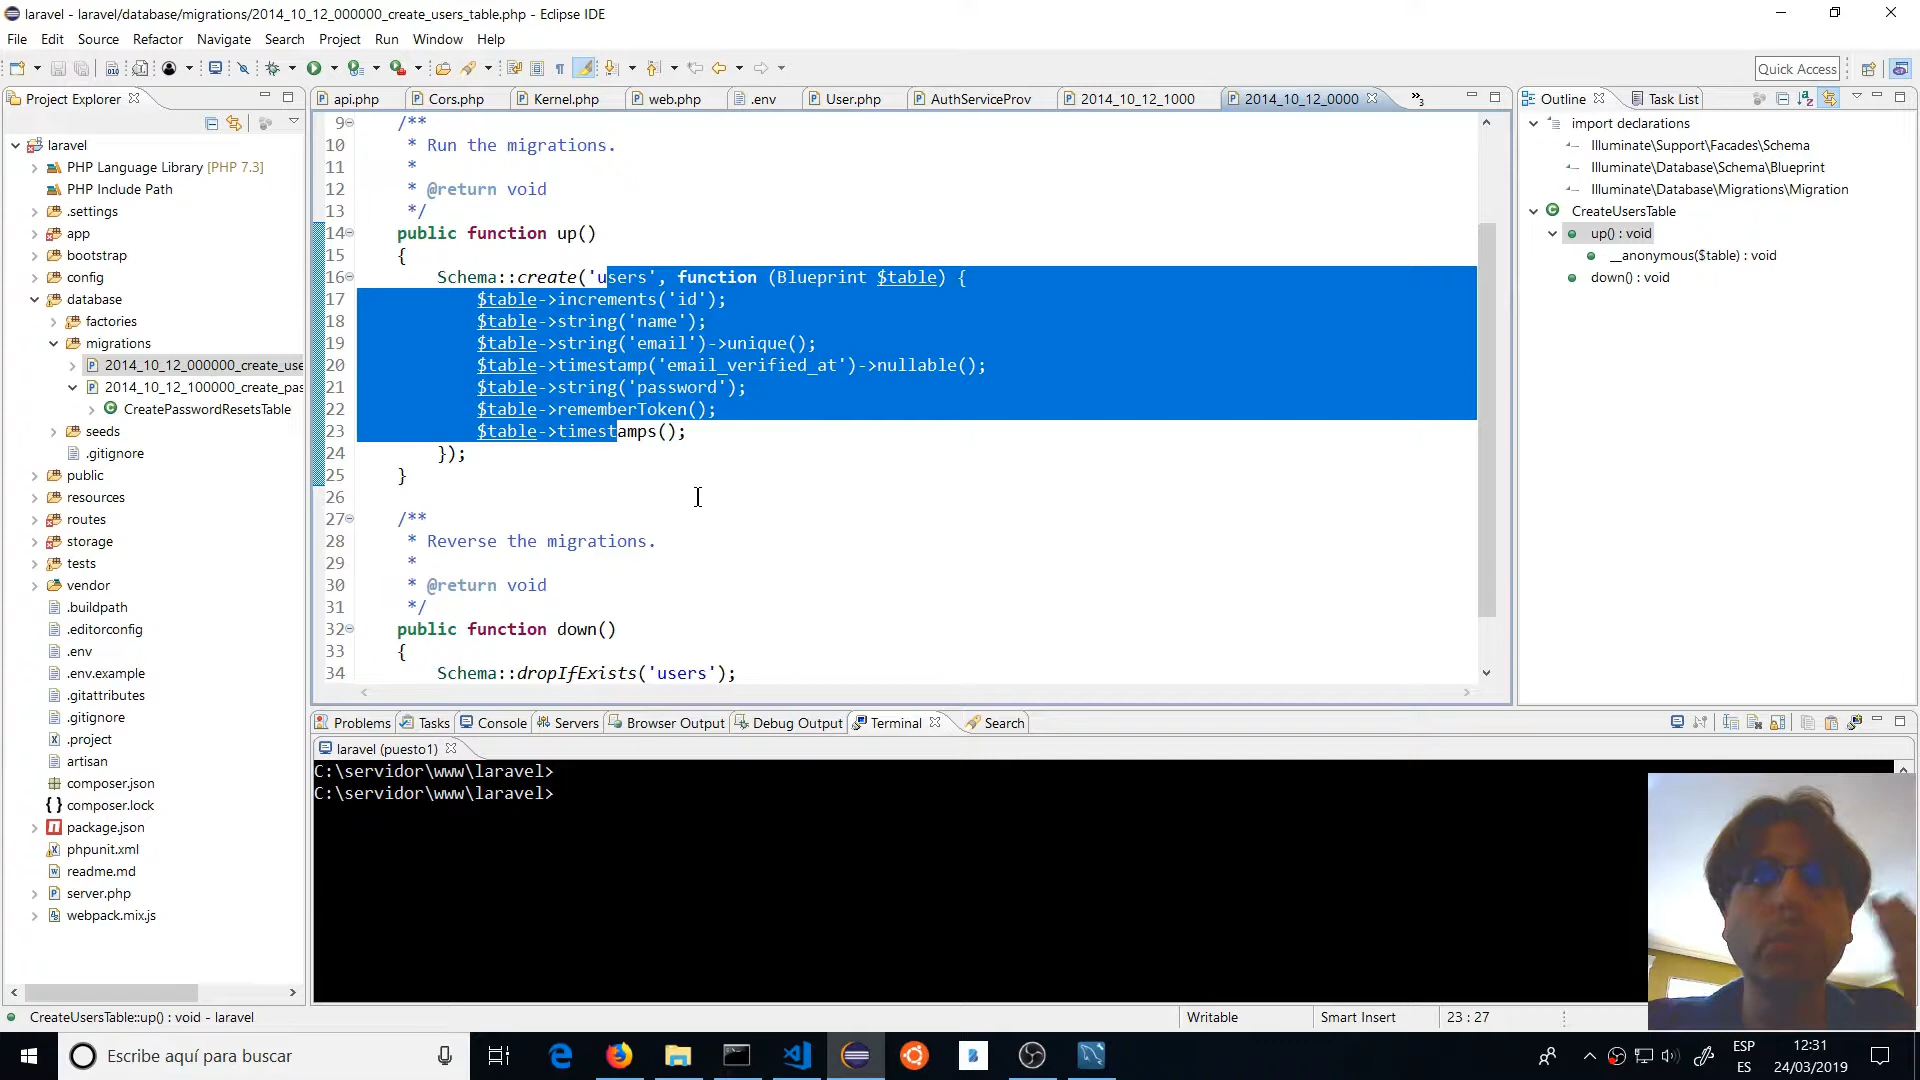 laravel - laravel/database/migrations/2014_10_12_000000_create_users_table.php - Eclipse IDE
File Edit Source Refactor Navigate Search Project Run Window Help
Quick Access
Project Explorer
laravel
PHP Language Library [PHP 7.3]
PHP Include Path
.settings
app
bootstrap
config
database
factories
migrations
2014_10_12_000000_create_use
2014_10_12_100000_create_pas
CreatePasswordResetsTable
seeds
.gitignore
public
resources
routes
storage
tests
vendor
.buildpath
.editorconfig
.env
.env.example
.gitattributes
.gitignore
.project
artisan
composer.json
composer.lock
package.json
phpunit.xml
readme.md
server.php
webpack.mix.js
api.php Cors.php Kernel.php web.php .env User.php AuthServiceProv 2014_10_12_1000 2014_10_12_0000 »3
9 /**
10 * Run the migrations.
11 *
12 * @return void
13 */
14 public function up()
15 {
16 Schema::create('users', function (Blueprint $table) {
17 $table->increments('id');
18 $table->string('name');
19 $table->string('email')->unique();
20 $table->timestamp('email_verified_at')->nullable();
21 $table->string('password');
22 $table->rememberToken();
23 $table->timestamps();
24 });
25 }
26
27 /**
28 * Reverse the migrations.
29 *
30 * @return void
31 */
32 public function down()
33 {
34 Schema::dropIfExists('users');
Outline Task List
import declarations
Illuminate\Support\Facades\Schema
Illuminate\Database\Schema\Blueprint
Illuminate\Database\Migrations\Migration
CreateUsersTable
up() : void
__anonymous($table) : void
down() : void
Problems Tasks Console Servers Browser Output Debug Output Terminal Search
laravel (puesto1)
C:\servidor\www\laravel>
C:\servidor\www\laravel>
CreateUsersTable::up() : void - laravel
Writable Smart Insert 23 : 27
Escribe aquí para buscar
ESP
ES
12:31
24/03/2019